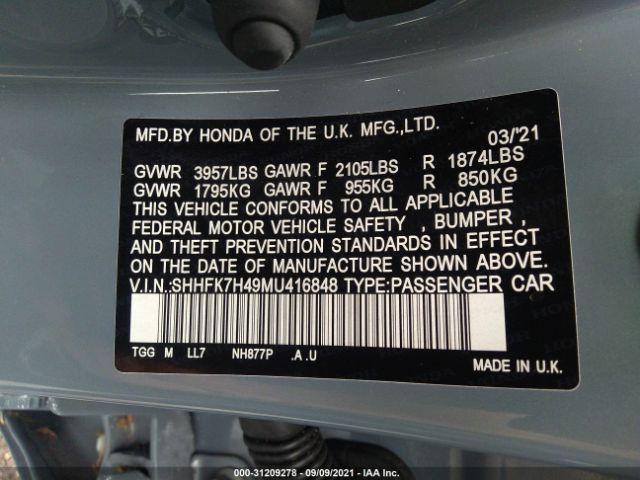 MFD.BY HONDA OF THE U.K. MFG.,LTD.
03/'21
GVWR 3957LBS GAWR F 2105LBS R 1874LBS
GVWR 1795KG GAWR F 955KG R 850KG
THIS VEHICLE CONFORMS TO ALL APPLICABLE
FEDERAL MOTOR VEHICLE SAFETY , BUMPER ,
AND THEFT PREVENTION STANDARDS IN EFFECT
ON THE DATE OF MANUFACTURE SHOWN ABOVE.
V.I.N.:SHHFK7H49MU416848 TYPE:PASSENGER CAR
TGG M LL7 NH877P .A .U
MADE IN U.K.
000-31209278 - 09/09/2021 - IAA Inc.